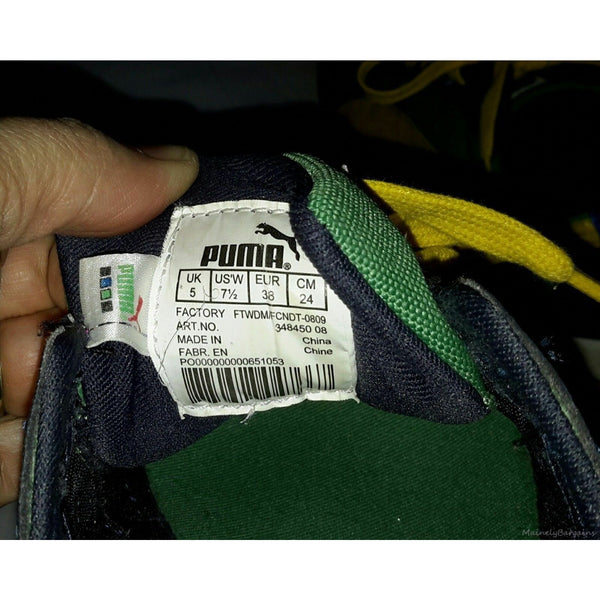 PUMA®
UK US'W EUR CM
5 7½ 38 24
FACTORY FTWDM/FCNDT-0809
ART.NO. 348450 08
MADE IN China
FABR. EN Chine
PO000000000651053
PUMA
MainelyBargains